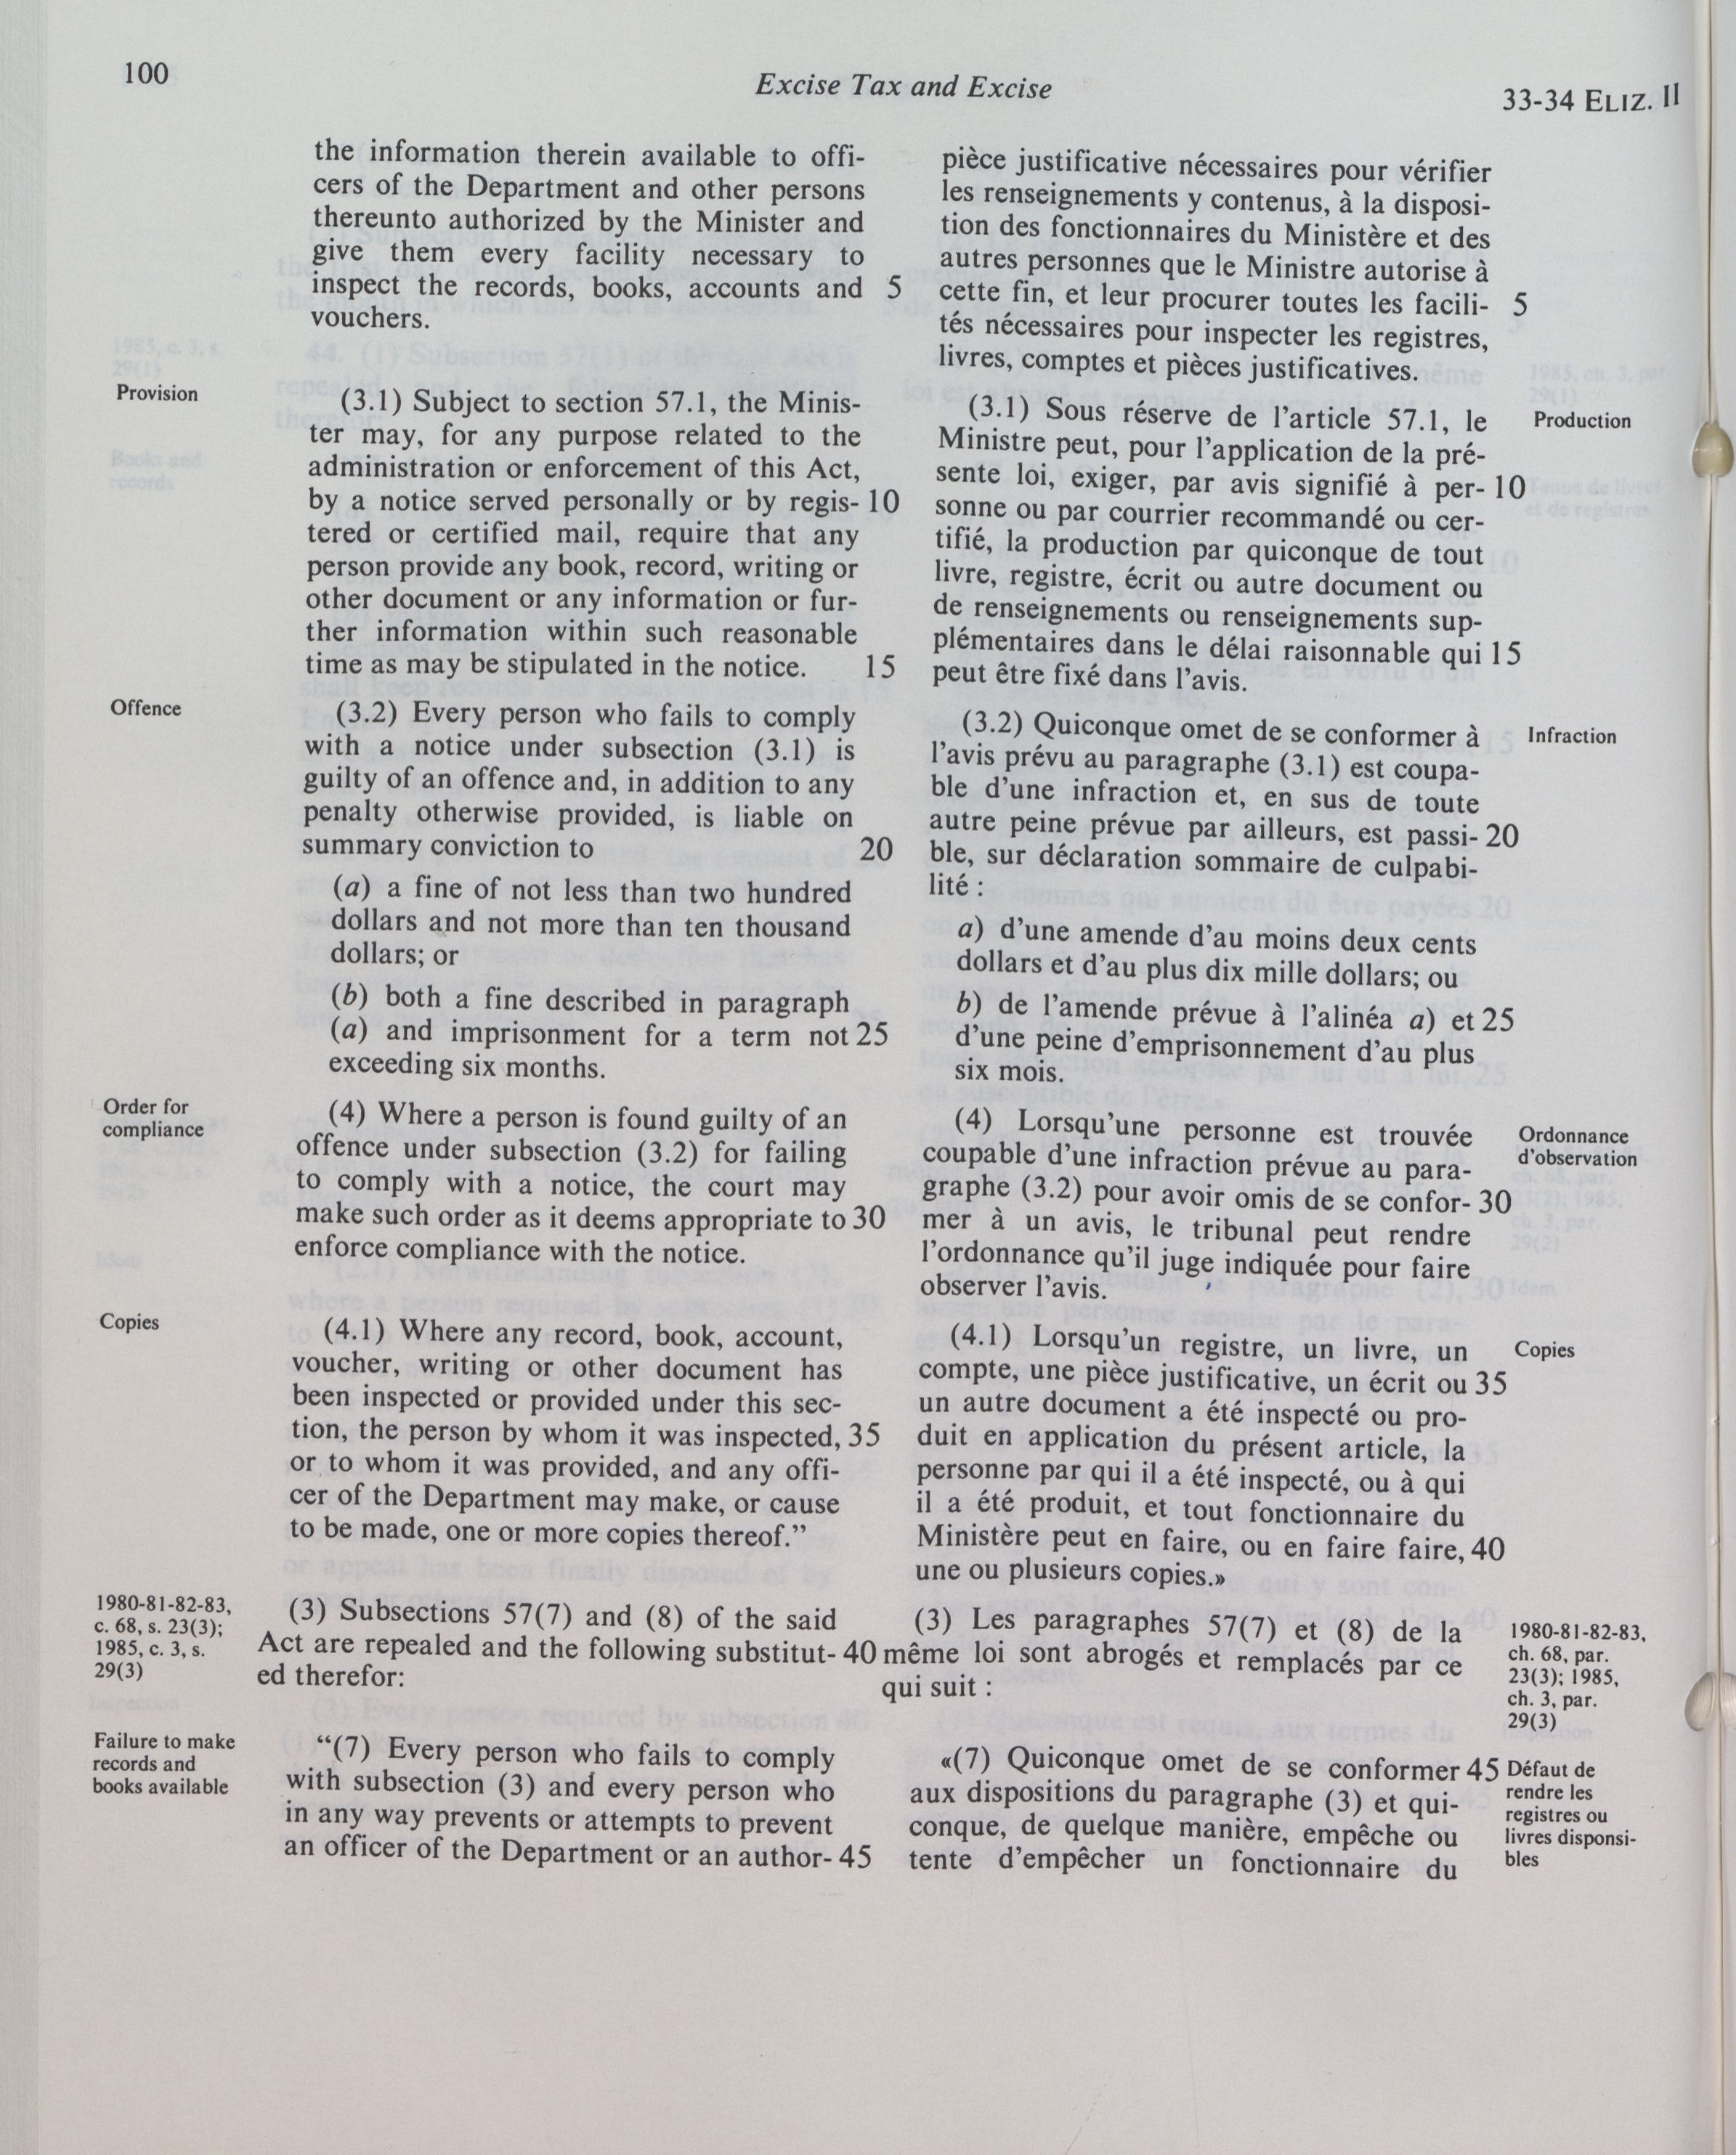 100
Excise Tax and Excise
33-34 ELIZ. II
the information therein available to offi-
cers of the Department and other persons
thereunto authorized by the Minister and
give them every facility necessary to
inspect the records, books, accounts and 5
vouchers.
Provision
(3.1) Subject to section 57.1, the Minis-
ter may, for any purpose related to the
administration or enforcement of this Act,
by a notice served personally or by regis- 10
tered or certified mail, require that any
person provide any book, record, writing or
other document or any information or fur-
ther information within such reasonable
time as may be stipulated in the notice. 15
Offence
(3.2) Every person who fails to comply
with a notice under subsection (3.1) is
guilty of an offence and, in addition to any
penalty otherwise provided, is liable on
summary conviction to 20
(a) a fine of not less than two hundred
dollars and not more than ten thousand
dollars; or
(b) both a fine described in paragraph
(a) and imprisonment for a term not 25
exceeding six months.
Order for
compliance
(4) Where a person is found guilty of an
offence under subsection (3.2) for failing
to comply with a notice, the court may
make such order as it deems appropriate to 30
enforce compliance with the notice.
Copies
(4.1) Where any record, book, account,
voucher, writing or other document has
been inspected or provided under this sec-
tion, the person by whom it was inspected, 35
or to whom it was provided, and any offi-
cer of the Department may make, or cause
to be made, one or more copies thereof.”
1980-81-82-83,
c. 68, s. 23(3);
1985, c. 3, s.
29(3)
(3) Subsections 57(7) and (8) of the said
Act are repealed and the following substitut- 40
ed therefor:
Failure to make
records and
books available
“(7) Every person who fails to comply
with subsection (3) and every person who
in any way prevents or attempts to prevent
an officer of the Department or an author- 45
pièce justificative nécessaires pour vérifier
les renseignements y contenus, à la disposi-
tion des fonctionnaires du Ministère et des
autres personnes que le Ministre autorise à
cette fin, et leur procurer toutes les facili- 5
tés nécessaires pour inspecter les registres,
livres, comptes et pièces justificatives.
(3.1) Sous réserve de l'article 57.1, le
Ministre peut, pour l'application de la pré-
sente loi, exiger, par avis signifié à per- 10
sonne ou par courrier recommandé ou cer-
tifié, la production par quiconque de tout
livre, registre, écrit ou autre document ou
de renseignements ou renseignements sup-
plémentaires dans le délai raisonnable qui 15
peut être fixé dans l'avis.
Production
(3.2) Quiconque omet de se conformer à
l'avis prévu au paragraphe (3.1) est coupa-
ble d'une infraction et, en sus de toute
autre peine prévue par ailleurs, est passi- 20
ble, sur déclaration sommaire de culpabi-
lité :
Infraction
a) d'une amende d'au moins deux cents
dollars et d'au plus dix mille dollars; ou
b) de l'amende prévue à l'alinéa a) et 25
d'une peine d'emprisonnement d'au plus
six mois.
(4) Lorsqu'une personne est trouvée
coupable d'une infraction prévue au para-
graphe (3.2) pour avoir omis de se confor- 30
mer à un avis, le tribunal peut rendre
l'ordonnance qu'il juge indiquée pour faire
observer l'avis.
Ordonnance
d'observation
(4.1) Lorsqu'un registre, un livre, un
compte, une pièce justificative, un écrit ou 35
un autre document a été inspecté ou pro-
duit en application du présent article, la
personne par qui il a été inspecté, ou à qui
il a été produit, et tout fonctionnaire du
Ministère peut en faire, ou en faire faire, 40
une ou plusieurs copies.»
Copies
(3) Les paragraphes 57(7) et (8) de la
même loi sont abrogés et remplacés par ce
qui suit :
1980-81-82-83,
ch. 68, par.
23(3); 1985,
ch. 3, par.
29(3)
«(7) Quiconque omet de se conformer 45
aux dispositions du paragraphe (3) et qui-
conque, de quelque manière, empêche ou
tente d'empêcher un fonctionnaire du
Défaut de
rendre les
registres ou
livres disponsi-
bles